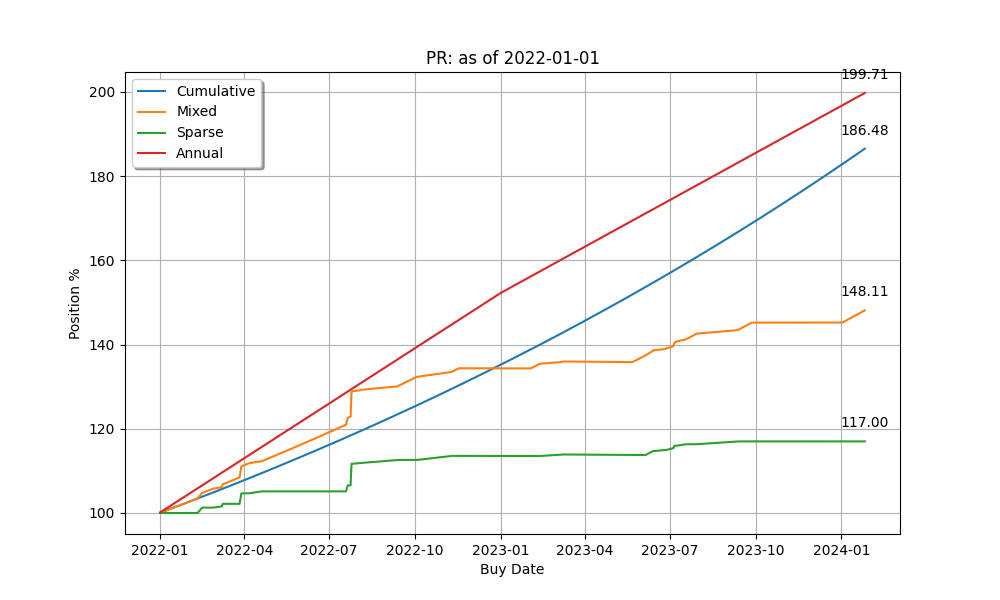 PR: as of 2022-01-01
Cumulative
Mixed
Sparse
Annual
199.71
186.48
148.11
117.00
200
180
160
140
120
100
Position %
2022-01 2022-04 2022-07 2022-10 2023-01 2023-04 2023-07 2023-10 2024-01
Buy Date